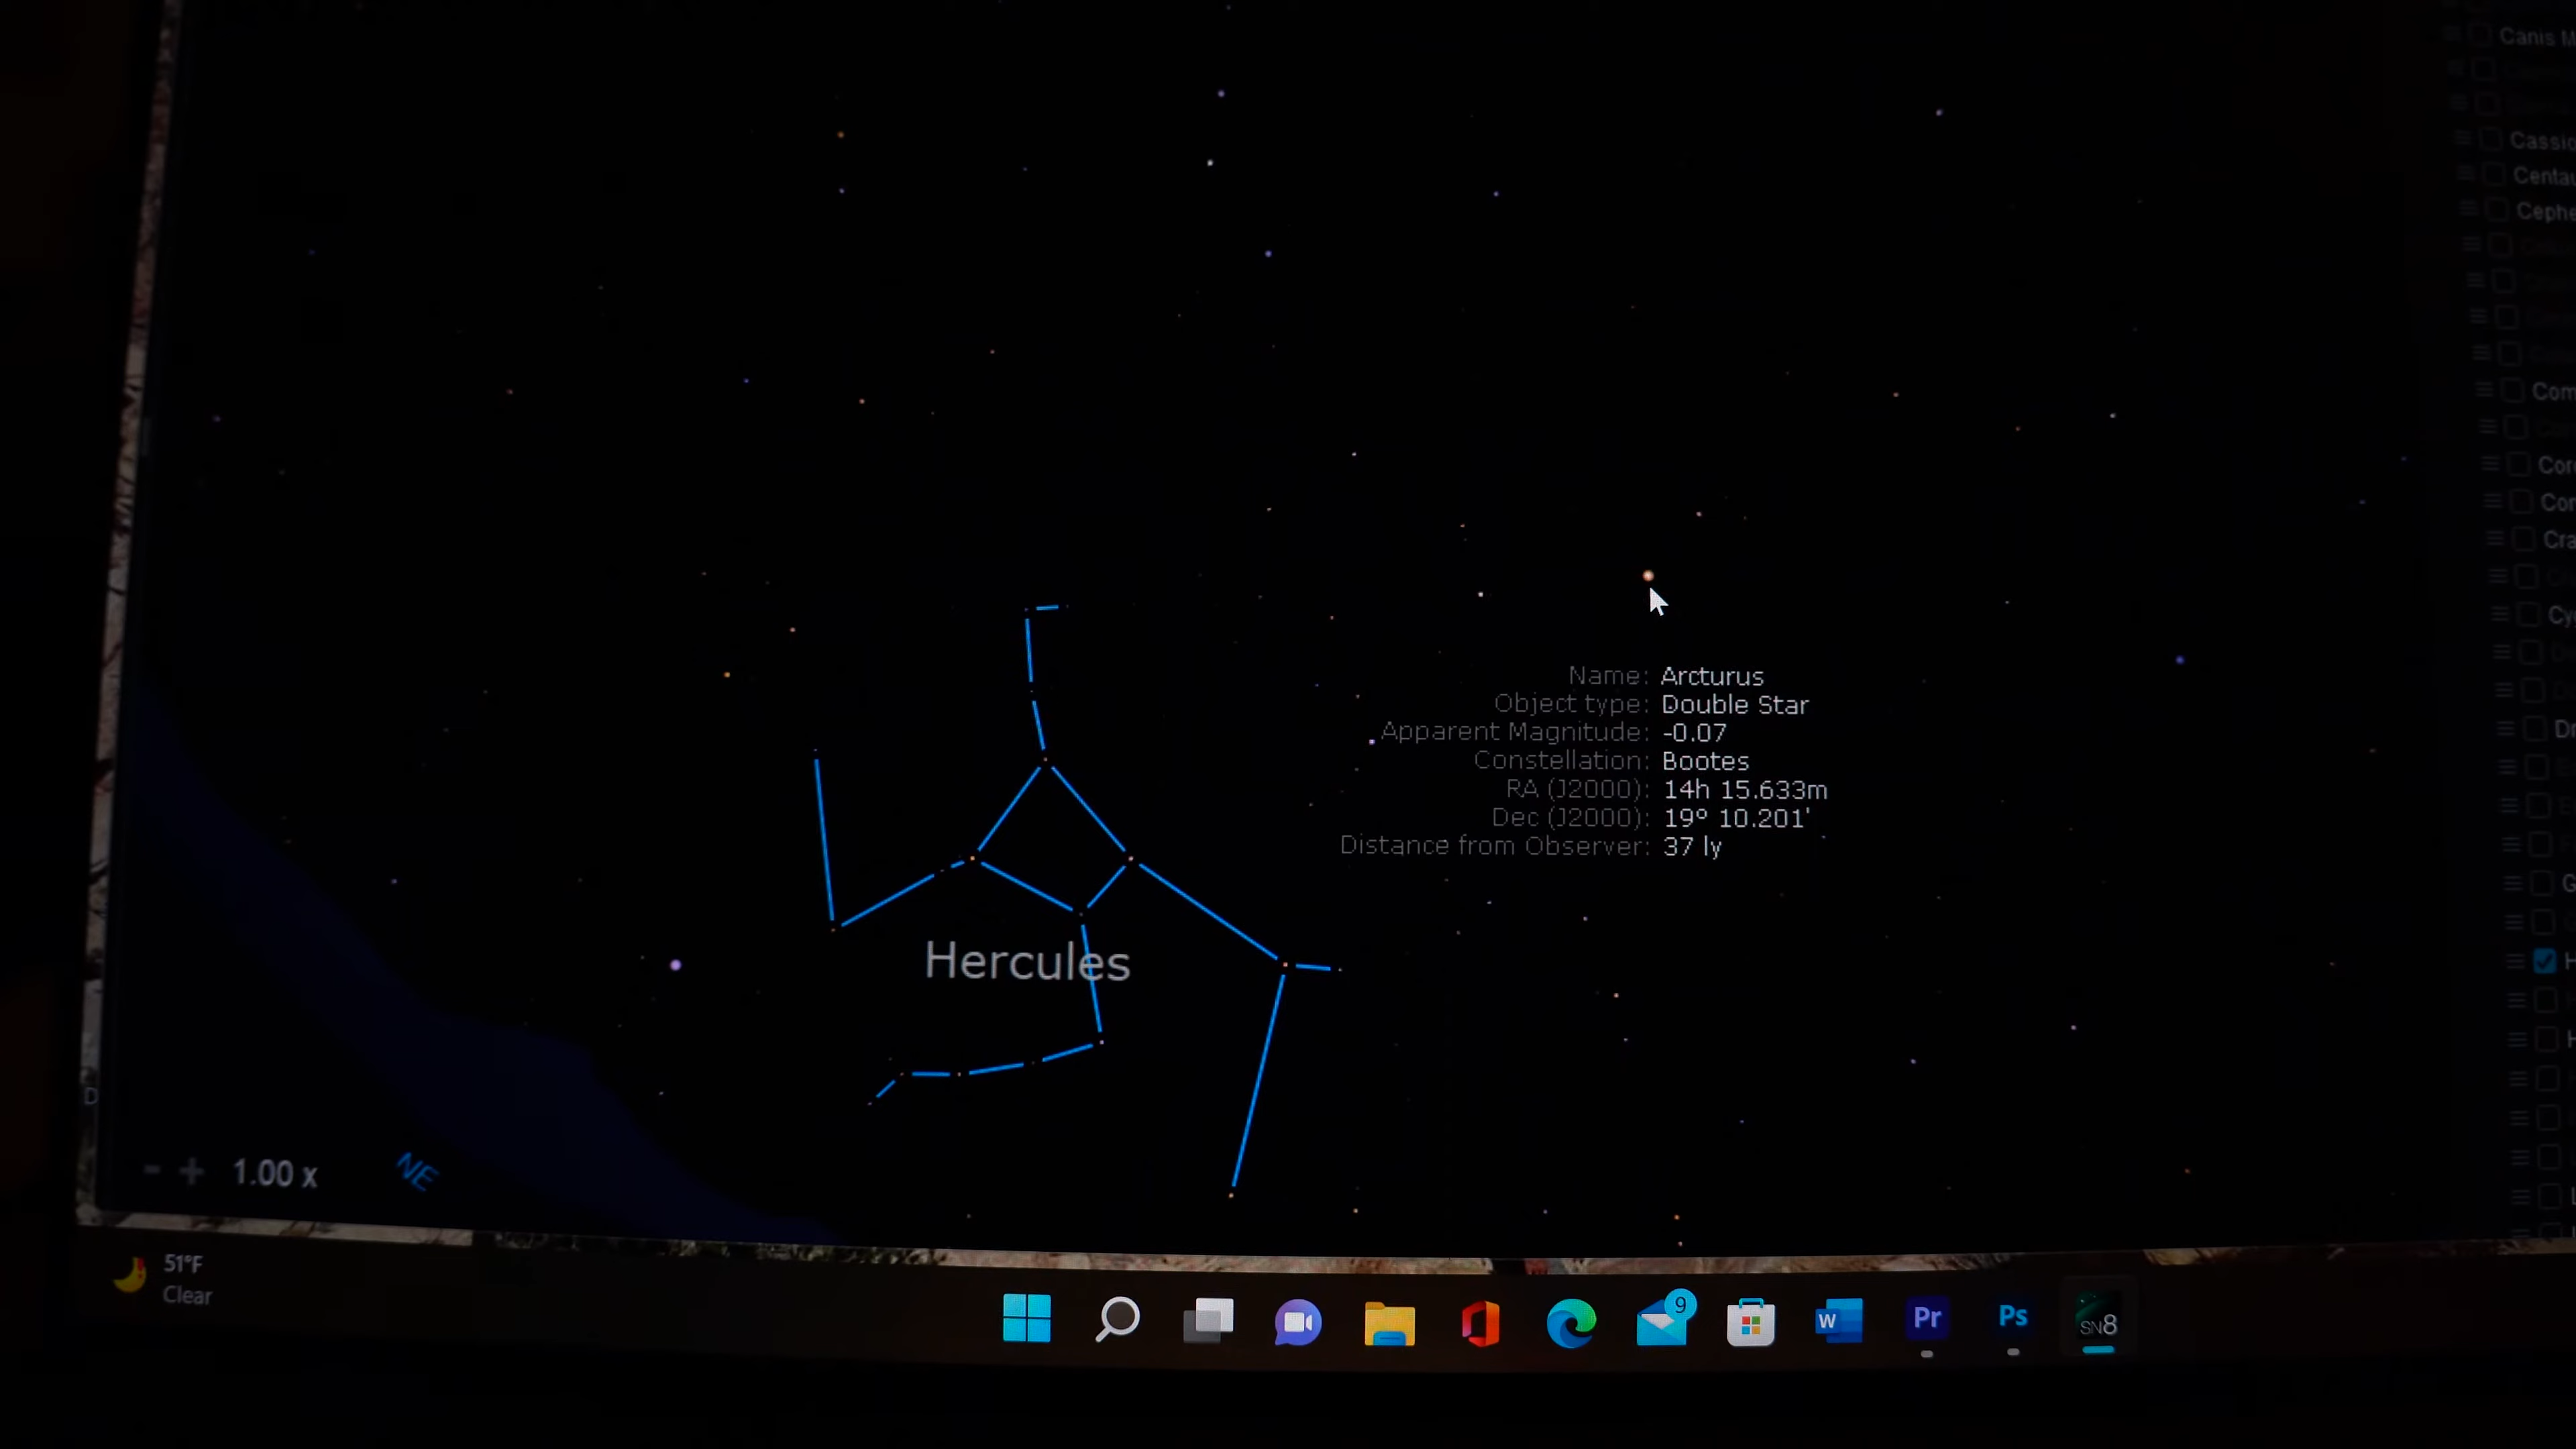 Canis M
Cassio
Centau
Cephe
Com
Cor
Cra
Cyg
Name: Arcturus
Object type: Double Star
Apparent Magnitude: -0.07
Constellation: Bootes
RA (J2000): 14h 15.633m
Dec (J2000): 19º 10.201'
Distance from Observer: 37 ly
Hercules
- + 1.00 x
NE
51°F
Clear
9
W
Pr
Ps
SN8